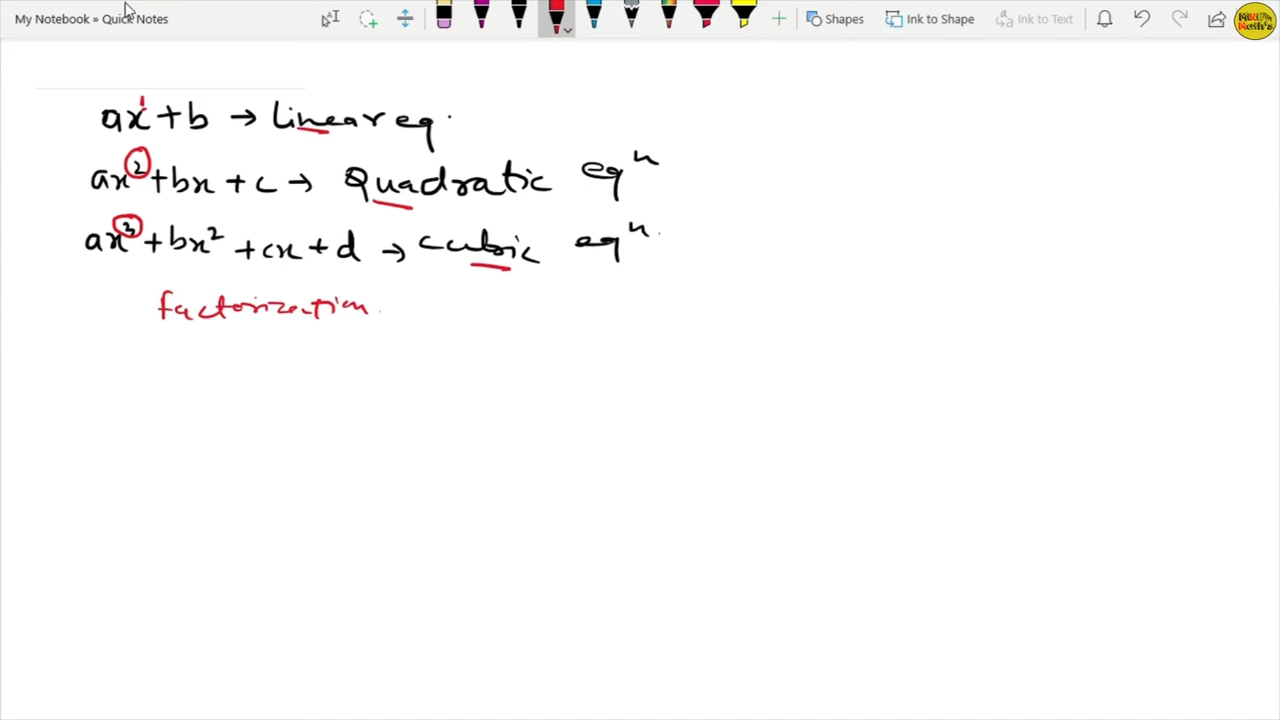 My Notebook » Quick Notes
Shapes
Ink to Shape
Ink to Text
ax¹ + b → Linear eq.
ax² + bx + c → Quadratic eqⁿ
ax³ + bx² + cx + d → cubic eqⁿ.
factorization.